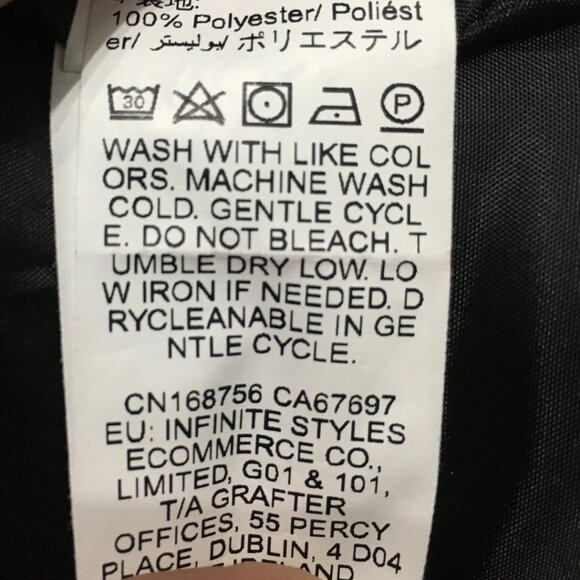 100% Polyester/ Poliést
er/ بوليستر / ポリエステル
30
P
WASH WITH LIKE COL
ORS. MACHINE WASH
COLD. GENTLE CYCL
E. DO NOT BLEACH. T
UMBLE DRY LOW. LO
W IRON IF NEEDED. D
RYCLEANABLE IN GE
NTLE CYCLE.
CN168756 CA67697
EU: INFINITE STYLES
ECOMMERCE CO.,
LIMITED, G01 & 101,
T/A GRAFTER
OFFICES, 55 PERCY
PLACE, DUBLIN, 4 D04
IRELAND